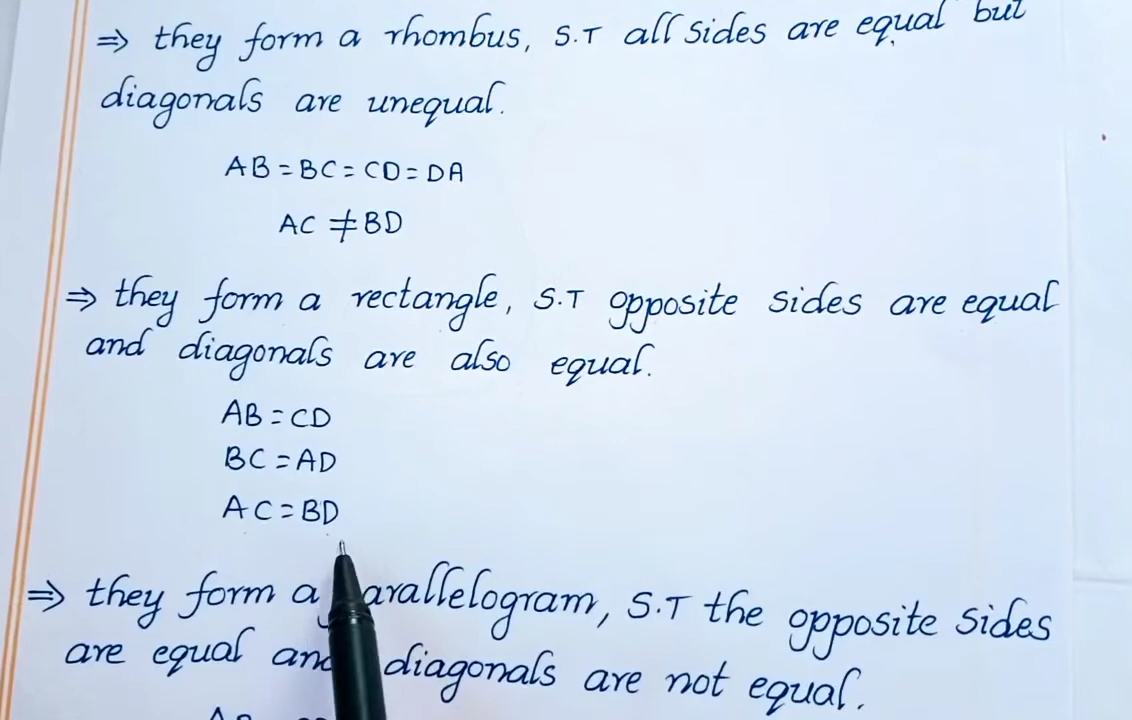 ⇒ they form a rhombus, S.T all sides are equal but
diagonals are unequal.
AB = BC = CD = DA
AC ≠ BD
⇒ they form a rectangle, S.T opposite sides are equal
and diagonals are also equal.
AB = CD
BC = AD
AC = BD
⇒ they form a parallelogram, S.T the opposite sides
are equal and diagonals are not equal.